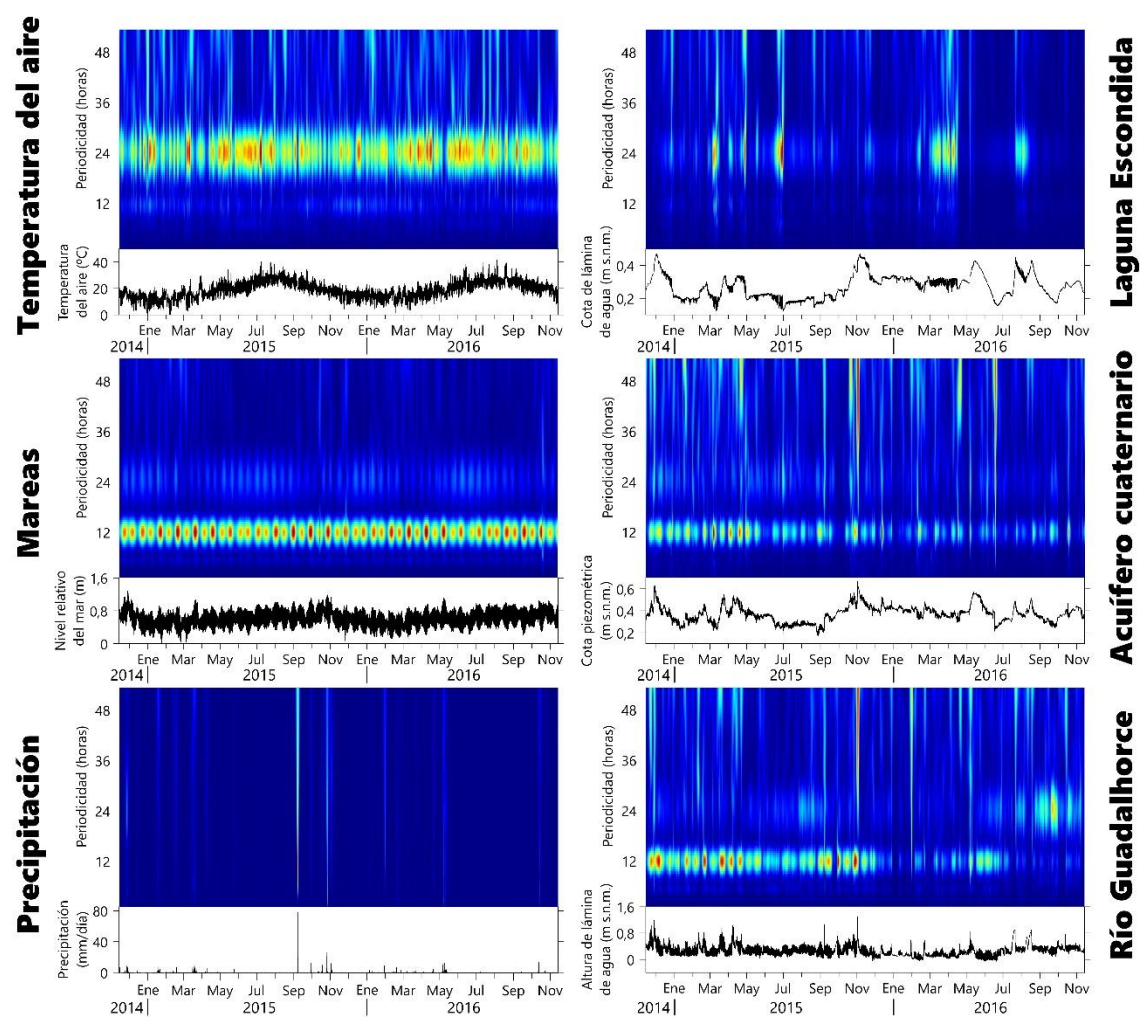 Temperatura del aire
Periodicidad (horas)
48
36
24
12
Temperatura
del aire (ºC)
40
20
0
Ene Mar May Jul Sep Nov Ene Mar May Jul Sep Nov
2014 2015 2016
Laguna Escondida
Periodicidad (horas)
48
36
24
12
Cota de lámina
de agua (m s.n.m.)
0,4
0,2
Ene Mar May Jul Sep Nov Ene Mar May Jul Sep Nov
2014 2015 2016
Mareas
Periodicidad (horas)
48
36
24
12
Nivel relativo
del mar (m)
1,6
0,8
0
Ene Mar May Jul Sep Nov Ene Mar May Jul Sep Nov
2014 2015 2016
Acuífero cuaternario
Periodicidad (horas)
48
36
24
12
Cota piezométrica
(m s.n.m.)
0,6
0,4
0,2
Ene Mar May Jul Sep Nov Ene Mar May Jul Sep Nov
2014 2015 2016
Precipitación
Periodicidad (horas)
48
36
24
12
Precipitación
(mm/día)
80
40
0
Ene Mar May Jul Sep Nov Ene Mar May Jul Sep Nov
2014 2015 2016
Río Guadalhorce
Periodicidad (horas)
48
36
24
12
Altura de lámina
de agua (m s.n.m.)
1,6
0,8
0
Ene Mar May Jul Sep Nov Ene Mar May Jul Sep Nov
2014 2015 2016